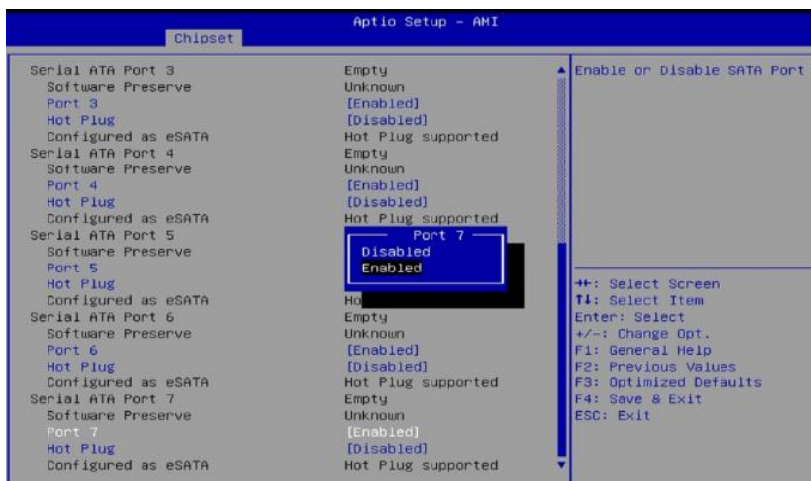 Aptio Setup - AMI
Chipset
Serial ATA Port 3 Empty
Software Preserve Unknown
Port 3 [Enabled]
Hot Plug [Disabled]
Configured as eSATA Hot Plug supported
Serial ATA Port 4 Empty
Software Preserve Unknown
Port 4 [Enabled]
Hot Plug [Disabled]
Configured as eSATA Hot Plug supported
Serial ATA Port 5
Software Preserve
Port 5
Hot Plug
Configured as eSATA Ho
Serial ATA Port 6 Empty
Software Preserve Unknown
Port 6 [Enabled]
Hot Plug [Disabled]
Configured as eSATA Hot Plug supported
Serial ATA Port 7 Empty
Software Preserve Unknown
Port 7 [Enabled]
Hot Plug [Disabled]
Configured as eSATA Hot Plug supported
Port 7
Disabled
Enabled
Enable or Disable SATA Port
→←: Select Screen
↑↓: Select Item
Enter: Select
+/-: Change Opt.
F1: General Help
F2: Previous Values
F3: Optimized Defaults
F4: Save & Exit
ESC: Exit